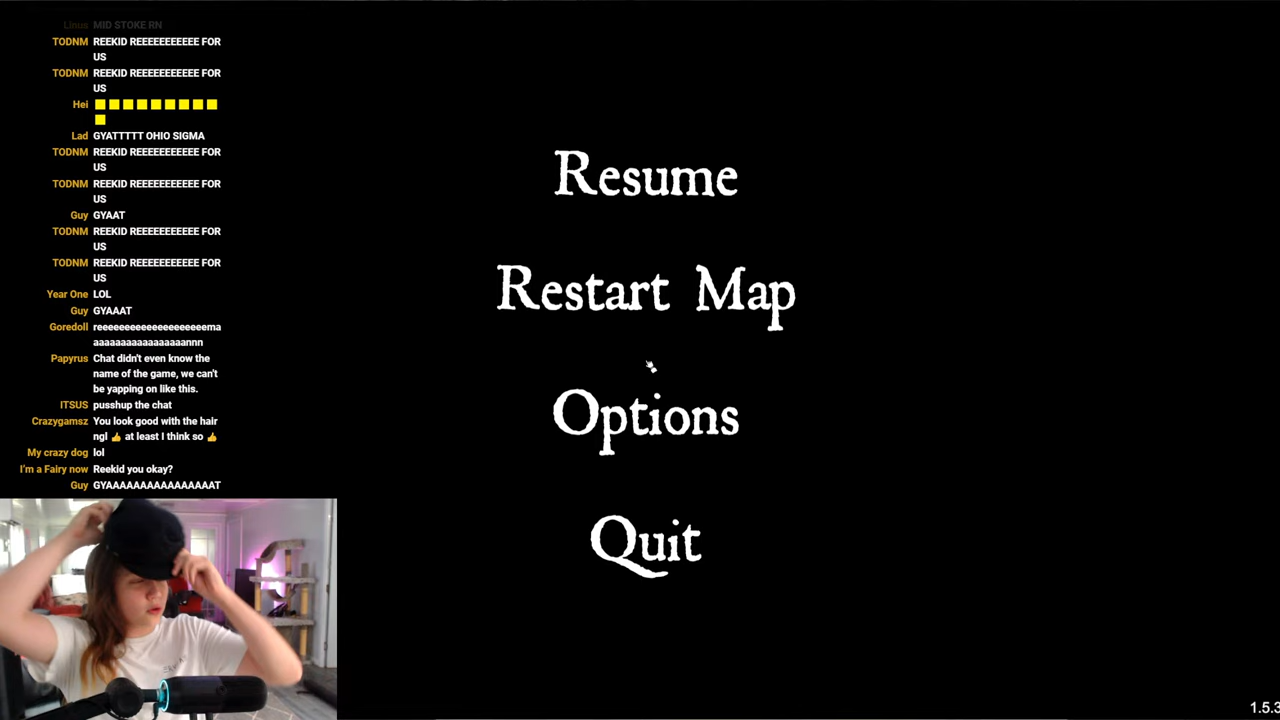 Linus MID STOKE RN
TODNM REEKID REEEEEEEEEEE FOR
US
TODNM REEKID REEEEEEEEEEE FOR
US
Hei
Lad GYATTTTT OHIO SIGMA
TODNM REEKID REEEEEEEEEEE FOR
US
TODNM REEKID REEEEEEEEEEE FOR
US
Guy GYAAT
TODNM REEKID REEEEEEEEEEE FOR
US
TODNM REEKID REEEEEEEEEEE FOR
US
Year One LOL
Guy GYAAAT
Goredoll reeeeeeeeeeeeeeeeeeeema
aaaaaaaaaaaaaaaaannn
Papyrus Chat didn't even know the
name of the game, we can't
be yapping on like this.
ITSUS pusshup the chat
Crazygamsz You look good with the hair
ngl 👍 at least I think so 👍
My crazy dog lol
I'm a Fairy now Reekid you okay?
Guy GYAAAAAAAAAAAAAAAT
Resume
Restart Map
Options
Quit
1.5.3